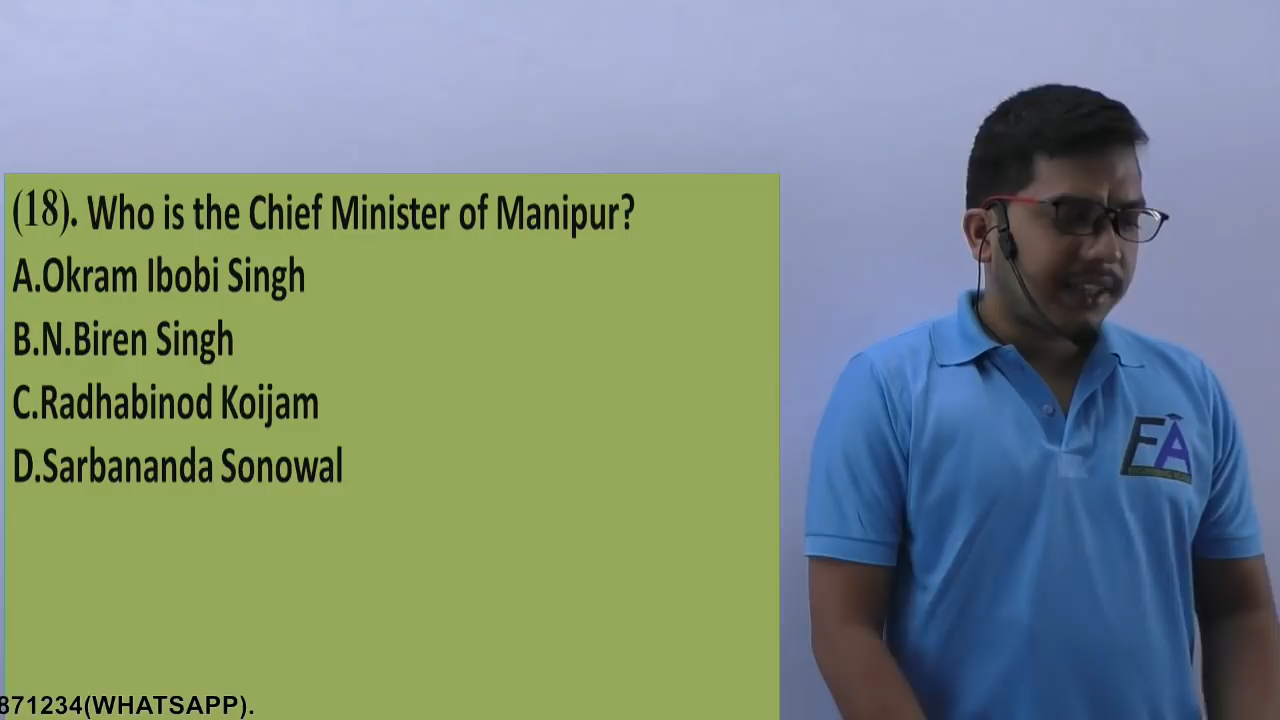 (18). Who is the Chief Minister of Manipur?
A.Okram Ibobi Singh
B.N.Biren Singh
C.Radhabinod Koijam
D.Sarbananda Sonowal
871234(WHATSAPP).
EA